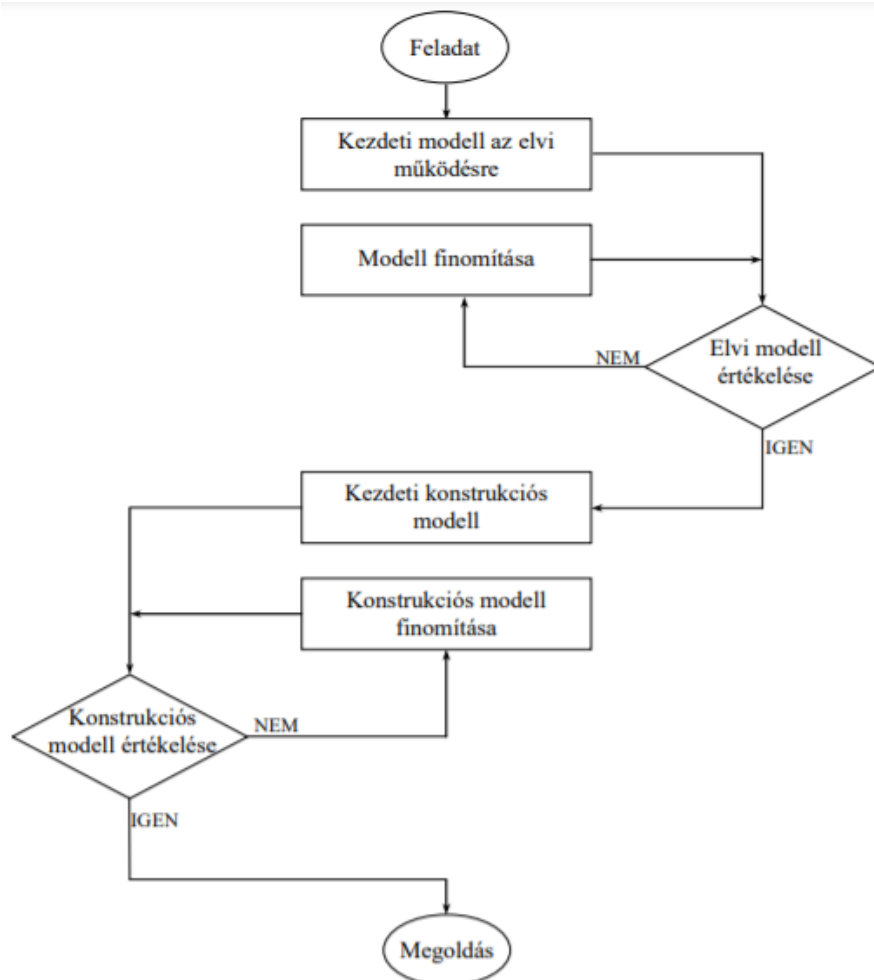 Feladat
Kezdeti modell az elvi
működésre
Modell finomítása
NEM
Elvi modell
értékelése
IGEN
Kezdeti konstrukciós
modell
Konstrukciós modell
finomítása
Konstrukciós
modell értékelése
NEM
IGEN
Megoldás